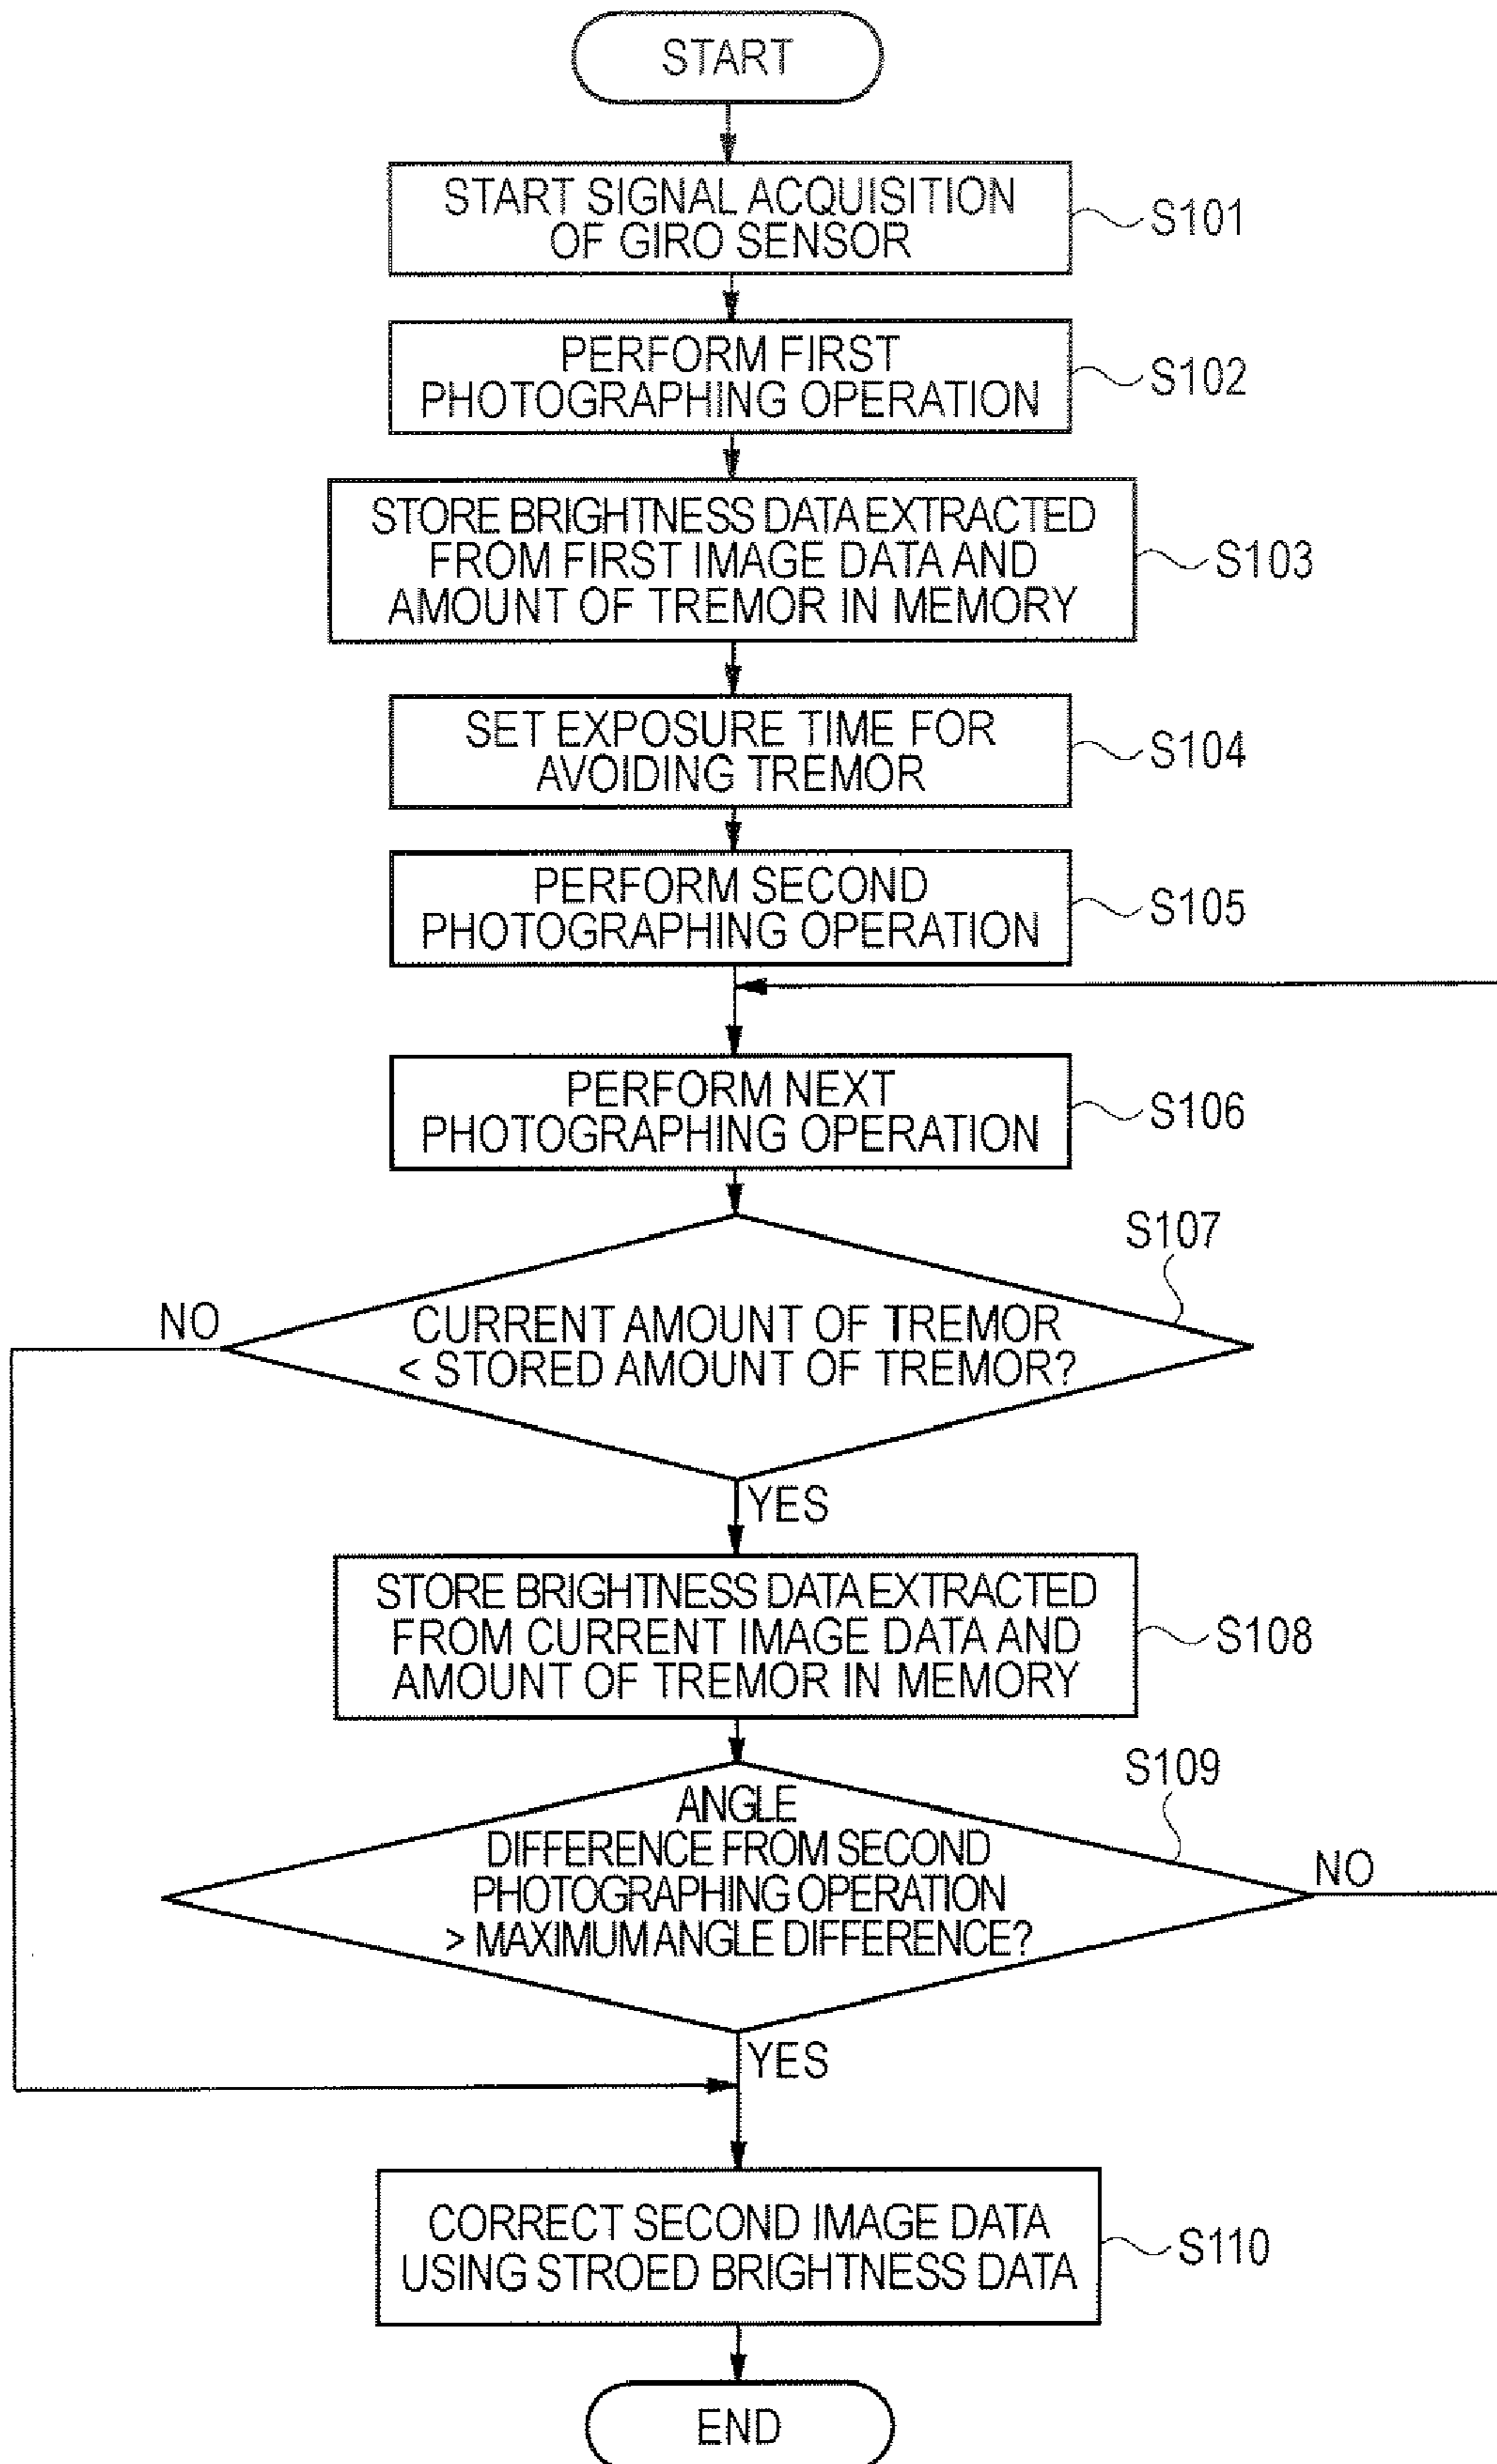 START
START SIGNAL ACQUISITION
OF GIRO SENSOR
S101
PERFORM FIRST
PHOTOGRAPHING OPERATION
S102
STORE BRIGHTNESS DATA EXTRACTED
FROM FIRST IMAGE DATA AND
AMOUNT OF TREMOR IN MEMORY
S103
SET EXPOSURE TIME FOR
AVOIDING TREMOR
S104
PERFORM SECOND
PHOTOGRAPHING OPERATION
S105
PERFORM NEXT
PHOTOGRAPHING OPERATION
S106
S107
NO
CURRENT AMOUNT OF TREMOR
< STORED AMOUNT OF TREMOR?
YES
STORE BRIGHTNESS DATA EXTRACTED
FROM CURRENT IMAGE DATA AND
AMOUNT OF TREMOR IN MEMORY
S108
S109
ANGLE
DIFFERENCE FROM SECOND
PHOTOGRAPHING OPERATION
> MAXIMUM ANGLE DIFFERENCE?
NO
YES
CORRECT SECOND IMAGE DATA
USING STROED BRIGHTNESS DATA
S110
END